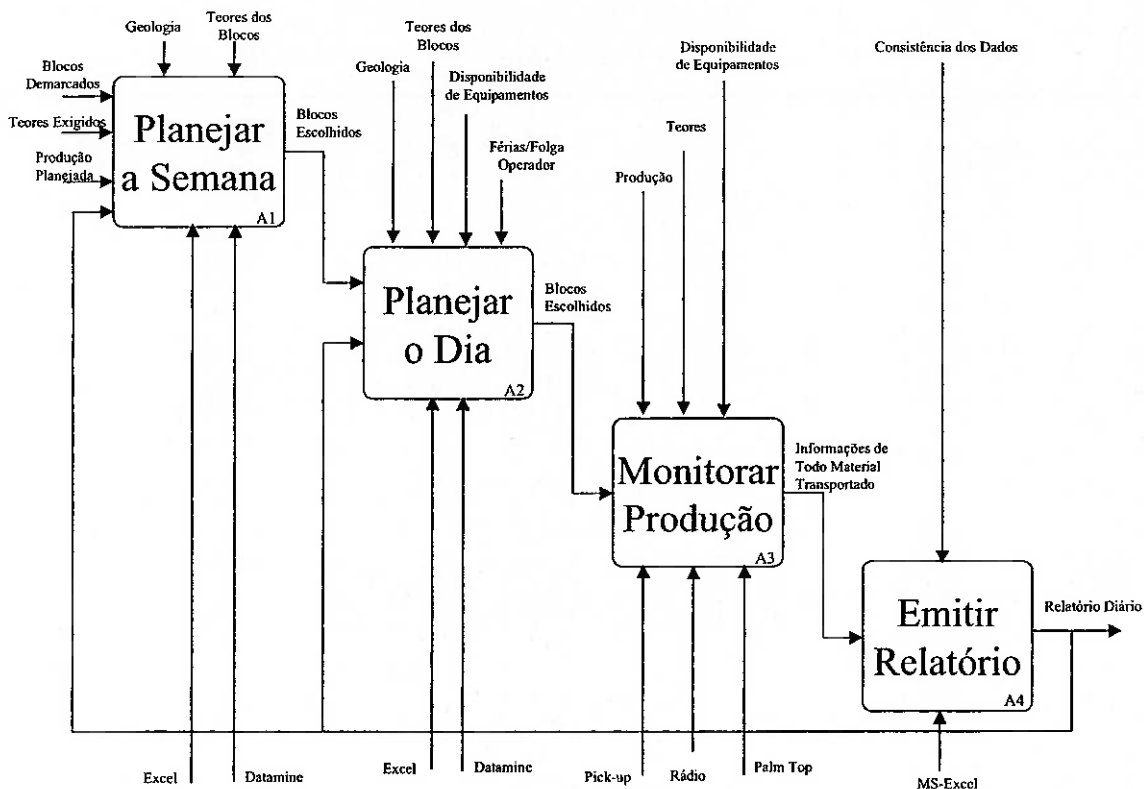 Geologia
Teores dos
Blocos
Blocos
Demarcados
Teores Exigidos
Produção
Planejada
Planejar
a Semana
A1
Blocos
Escolhidos
Geologia
Teores dos
Blocos
Disponibilidade
de Equipamentos
Férias/Folga
Operador
Planejar
o Dia
A2
Blocos
Escolhidos
Produção
Teores
Disponibilidade
de Equipamentos
Monitorar
Produção
A3
Informações de
Todo Material
Transportado
Consistência dos Dados
Emitir
Relatório
A4
Relatório Diário
Excel
Datamine
Excel
Datamine
Pick-up
Rádio
Palm Top
MS-Excel